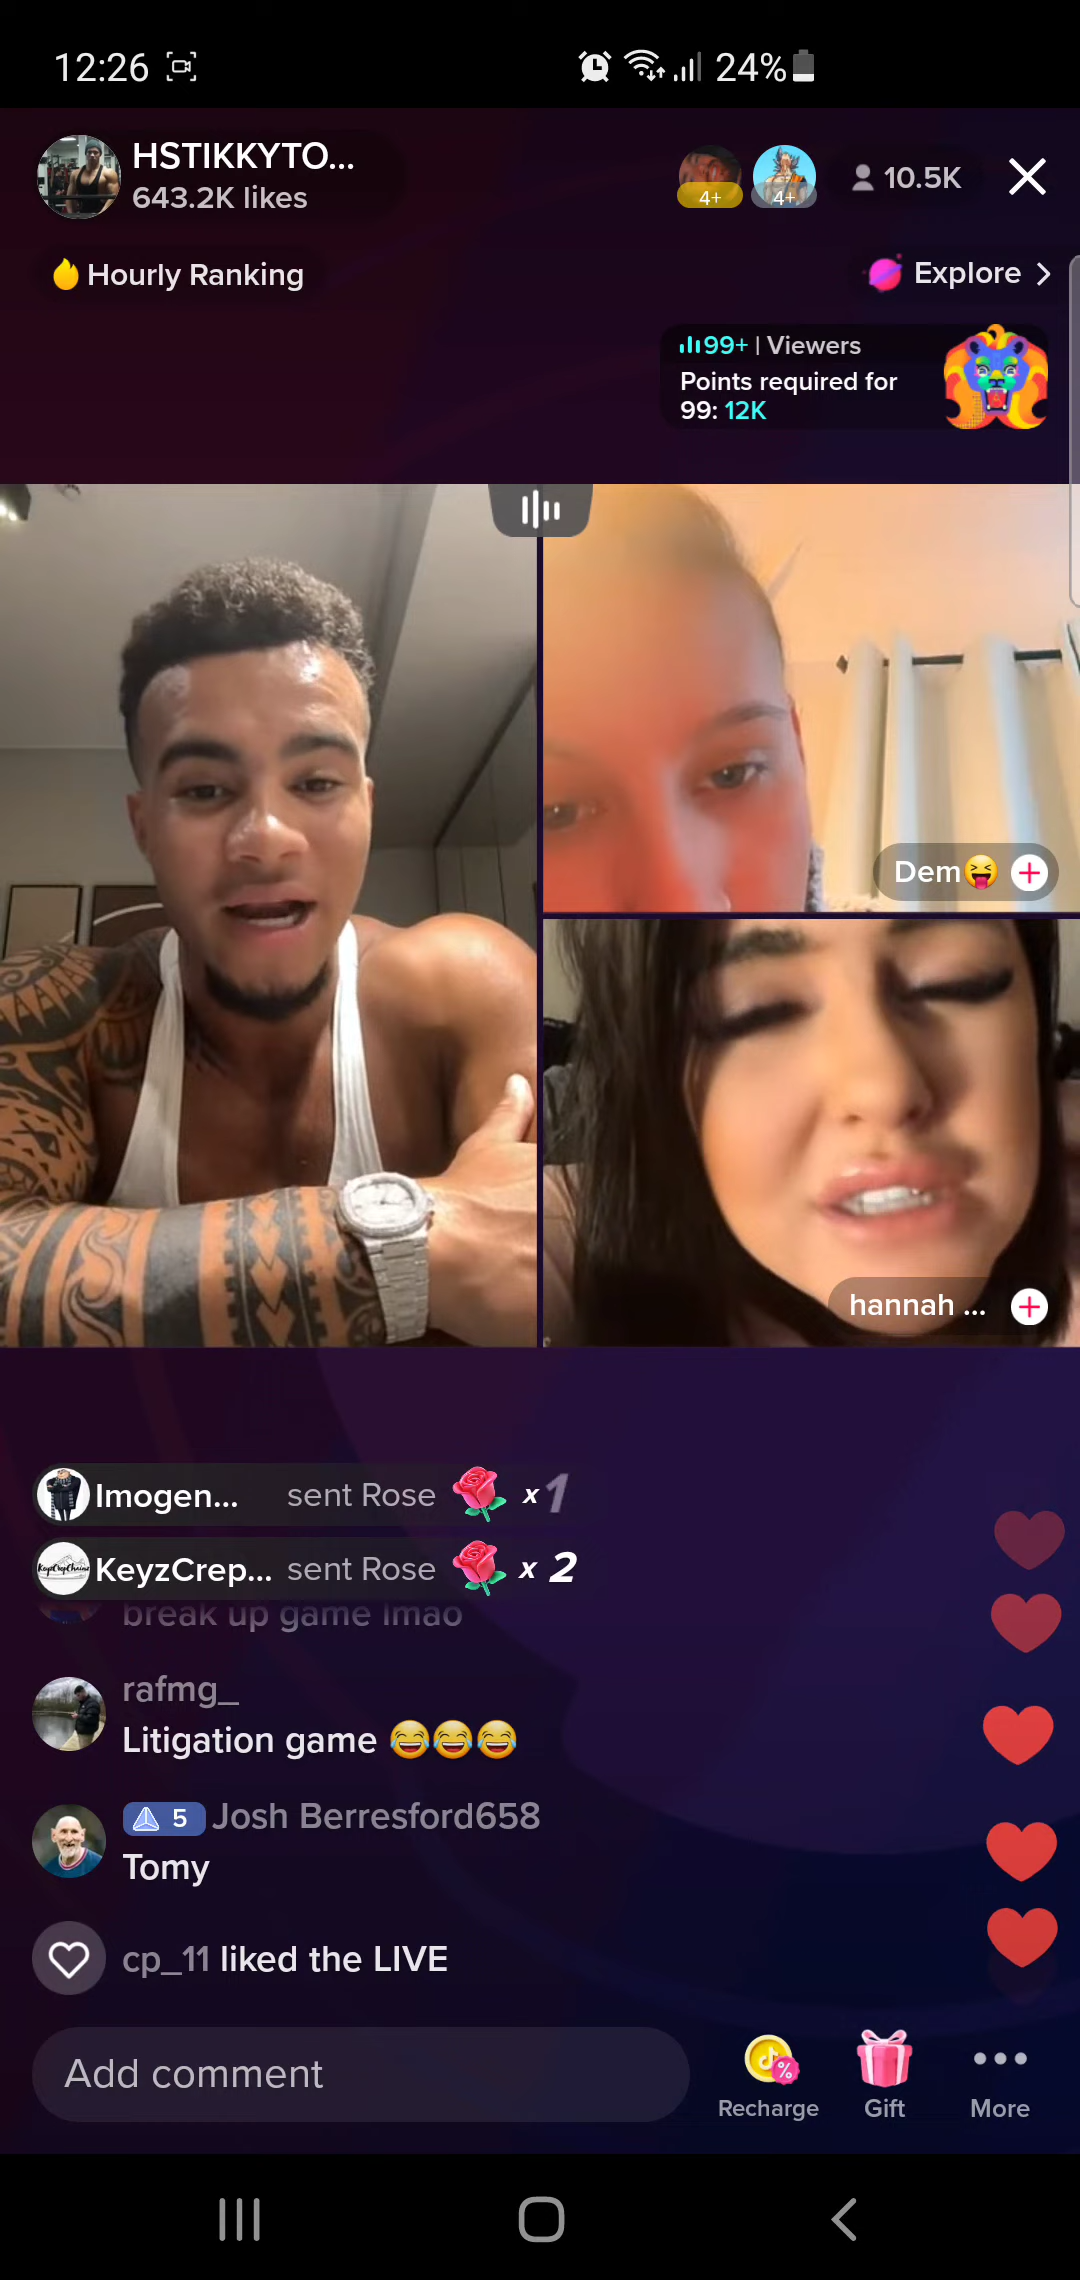 12:26
24%
HSTIKKYTO...
643.2K likes
4+
4+
10.5K
Hourly Ranking
Explore
99+ | Viewers
Points required for
99: 12K
Dem😝
hannah ...
Imogen... sent Rose x 1
KeyzCrep... sent Rose x 2
break up game lmao
rafmg_
Litigation game 😂😂😂
5 Josh Berresford658
Tomy
cp_11 liked the LIVE
Add comment
%
Recharge
Gift
More